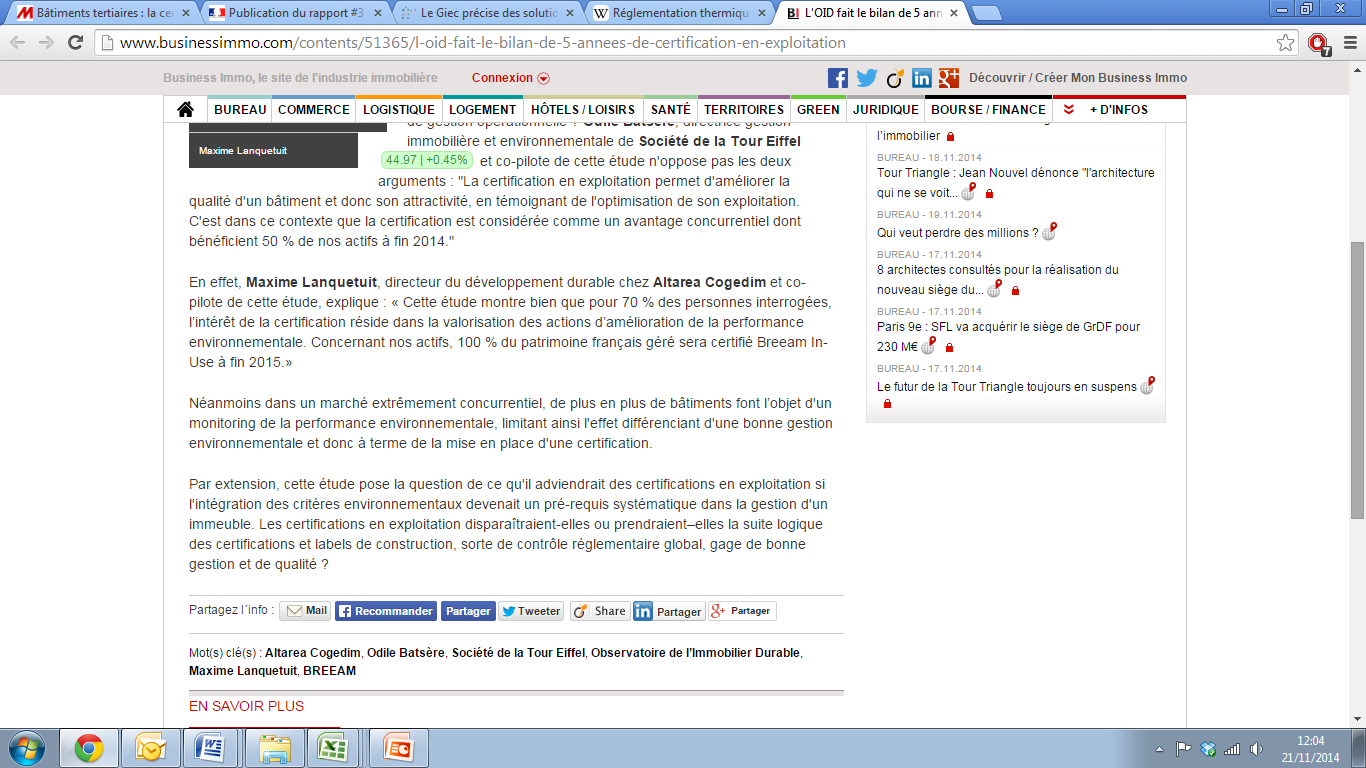 Bâtiments tertiaires : la cer
Publication du rapport #3
Le Giec précise des solutio
Réglementation thermiqu
L'OID fait le bilan de 5 ann
www.businessimmo.com/contents/51365/l-oid-fait-le-bilan-de-5-annees-de-certification-en-exploitation
7
Business Immo, le site de l'industrie immobilière
Connexion
Découvrir / Créer Mon Business Immo
BUREAU
COMMERCE
LOGISTIQUE
LOGEMENT
HÔTELS / LOISIRS
SANTÉ
TERRITOIRES
GREEN
JURIDIQUE
BOURSE / FINANCE
+ D'INFOS
Maxime Lanquetuit
de gestion opérationnelle ? Odile Batsère, directrice gestion
immobilière et environnementale de Société de la Tour Eiffel
44.97 | +0.45% et co-pilote de cette étude n'oppose pas les deux
arguments : "La certification en exploitation permet d'améliorer la
qualité d'un bâtiment et donc son attractivité, en témoignant de l'optimisation de son exploitation.
C'est dans ce contexte que la certification est considérée comme un avantage concurrentiel dont
bénéficient 50 % de nos actifs à fin 2014."
En effet, Maxime Lanquetuit, directeur du développement durable chez Altarea Cogedim et co-
pilote de cette étude, explique : « Cette étude montre bien que pour 70 % des personnes interrogées,
l’intérêt de la certification réside dans la valorisation des actions d’amélioration de la performance
environnementale. Concernant nos actifs, 100 % du patrimoine français géré sera certifié Breeam In-
Use à fin 2015.»
Néanmoins dans un marché extrêmement concurrentiel, de plus en plus de bâtiments font l’objet d'un
monitoring de la performance environnementale, limitant ainsi l'effet différenciant d'une bonne gestion
environnementale et donc à terme de la mise en place d'une certification.
Par extension, cette étude pose la question de ce qu'il adviendrait des certifications en exploitation si
l'intégration des critères environnementaux devenait un pré-requis systématique dans la gestion d'un
immeuble. Les certifications en exploitation disparaîtraient-elles ou prendraient–elles la suite logique
des certifications et labels de construction, sorte de contrôle réglementaire global, gage de bonne
gestion et de qualité ?
Partagez l´info :
Mail
Recommander
Partager
Tweeter
Share
Partager
Partager
Mot(s) clé(s) : Altarea Cogedim, Odile Batsère, Société de la Tour Eiffel, Observatoire de l’Immobilier Durable,
Maxime Lanquetuit, BREEAM
EN SAVOIR PLUS
l’immobilier
BUREAU - 18.11.2014
Tour Triangle : Jean Nouvel dénonce "l'architecture
qui ne se voit...
BUREAU - 19.11.2014
Qui veut perdre des millions ?
BUREAU - 17.11.2014
8 architectes consultés pour la réalisation du
nouveau siège du...
BUREAU - 17.11.2014
Paris 9e : SFL va acquérir le siège de GrDF pour
230 M€
BUREAU - 17.11.2014
Le futur de la Tour Triangle toujours en suspens
12:04
21/11/2014